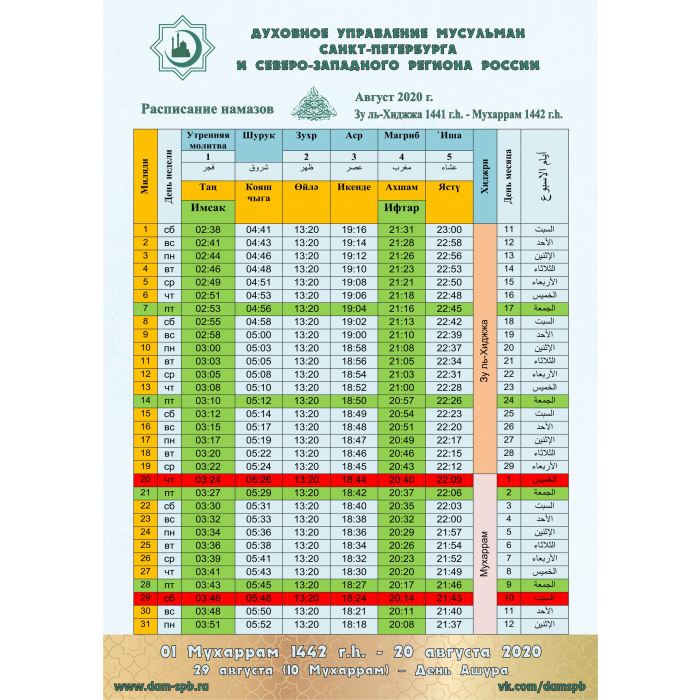 ДУХОВНОЕ УПРАВЛЕНИЕ МУСУЛЬМАН
САНКТ-ПЕТЕРБУРГА
И СЕВЕРО-ЗАПАДНОГО РЕГИОНА РОССИИ
Расписание намазов
Август 2020 г.
Зу ль-Хиджжа 1441 г.h. - Мухаррам 1442 г.h.
Миляди День недели Утренняя молитва Шурук Зухр Аср Магриб `Иша Хиджри День месяца أيام الاسبوع
1 2 3 4 5
فجر شروق ظهر عصر مغرب عشاء
Таң Кояш чыга Өйлә Икенде Ахшам Ястү
Имсак Ифтар
Зу ль-Хиджжа
1 сб 02:38 04:41 13:20 19:16 21:31 23:00 11 السبت
2 вс 02:41 04:43 13:20 19:14 21:28 22:58 12 الأحد
3 пн 02:44 04:46 13:20 19:12 21:26 22:56 13 الإثنين
4 вт 02:46 04:48 13:20 19:10 21:23 22:53 14 الثلاثاء
5 ср 02:49 04:51 13:20 19:08 21:21 22:50 15 الأربعاء
6 чт 02:51 04:53 13:20 19:06 21:18 22:48 16 الخميس
7 пт 02:53 04:56 13:20 19:04 21:16 22:45 17 الجمعة
8 сб 02:55 04:58 13:20 19:02 21:13 22:42 18 السبت
9 вс 02:58 05:00 13:20 19:00 21:10 22:39 19 الأحد
10 пн 03:00 05:03 13:20 18:58 21:08 22:37 20 الإثنين
11 вт 03:03 05:05 13:20 18:56 21:05 22:34 21 الثلاثاء
12 ср 03:05 05:08 13:20 18:54 21:03 22:31 22 الأربعاء
13 чт 03:08 05:10 13:20 18:52 21:00 22:28 23 الخميس
14 пт 03:10 05:12 13:20 18:50 20:57 22:26 24 الجمعة
15 сб 03:12 05:14 13:20 18:49 20:54 22:23 25 السبت
16 вс 03:15 05:17 13:20 18:48 20:51 22:20 26 الأحد
17 пн 03:17 05:19 13:20 18:47 20:49 22:17 27 الإثنين
18 вт 03:20 05:22 13:20 18:46 20:46 22:15 28 الثلاثاء
19 ср 03:22 05:24 13:20 18:45 20:43 22:12 29 الأربعاء
Мухаррам
20 чт 03:24 05:26 13:20 18:44 20:40 22:09 1 الخميس
21 пт 03:27 05:29 13:20 18:42 20:37 22:06 2 الجمعة
22 сб 03:30 05:31 13:20 18:40 20:35 22:03 3 السبت
23 вс 03:32 05:33 13:20 18:38 20:32 22:00 4 الأحد
24 пн 03:34 05:36 13:20 18:36 20:29 21:57 5 الإثنين
25 вт 03:36 05:38 13:20 18:34 20:26 21:54 6 الثلاثاء
26 ср 03:39 05:41 13:20 18:32 20:23 21:52 7 الأربعاء
27 чт 03:41 05:43 13:20 18:30 20:20 21:49 8 الخميس
28 пт 03:43 05:45 13:20 18:27 20:17 21:46 9 الجمعة
29 сб 03:46 05:48 13:20 18:24 20:14 21:43 10 السبت
30 вс 03:48 05:50 13:20 18:21 20:11 21:40 11 الأحد
31 пн 03:51 05:52 13:20 18:18 20:08 21:37 12 الإثنين
01 Мухаррам 1442 г.h. - 20 августа 2020
29 августа (10 Мухаррам) – День Ашура
www.dam-spb.ru vk.com/damspb